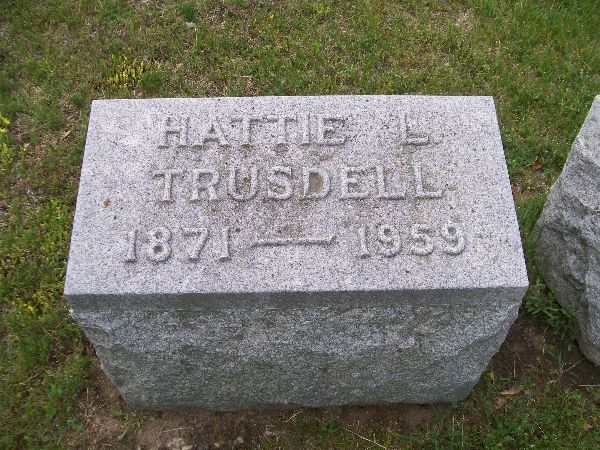 HATTIE L.
TRUSDELL
1871 — 1959